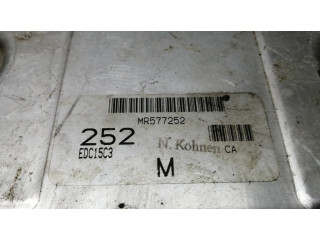 MR577252
252
EDC15C3
N. Kohnen CA
M